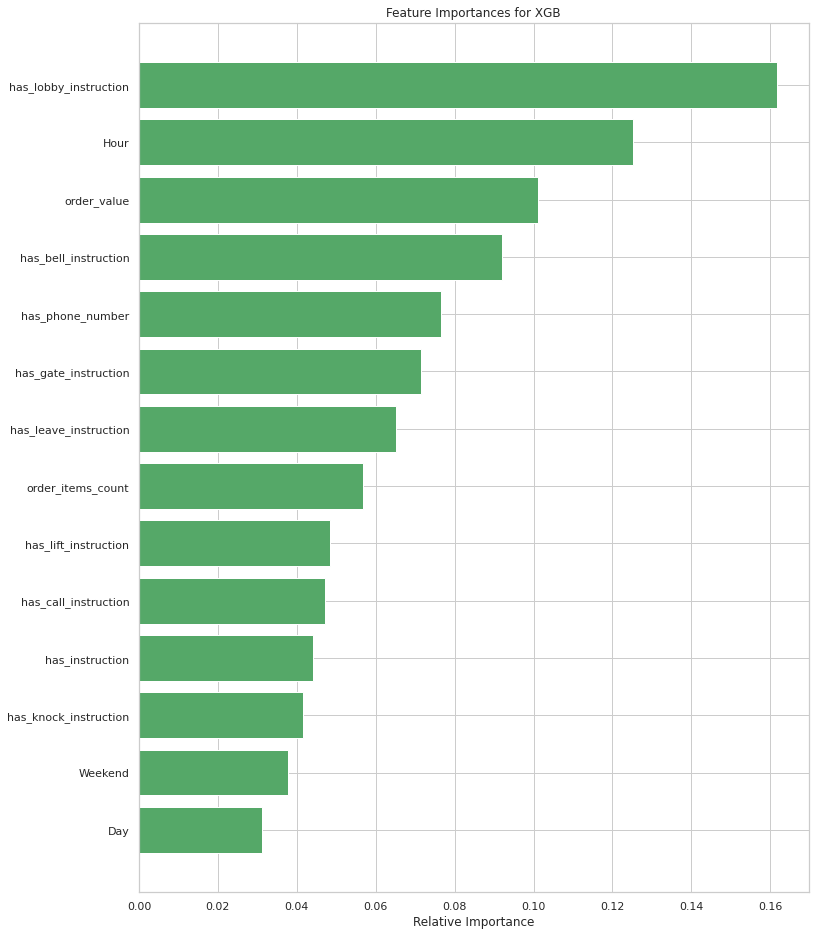 Feature Importances for XGB
has_lobby_instruction
Hour
order_value
has_bell_instruction
has_phone_number
has_gate_instruction
has_leave_instruction
order_items_count
has_lift_instruction
has_call_instruction
has_instruction
has_knock_instruction
Weekend
Day
0.00 0.02 0.04 0.06 0.08 0.10 0.12 0.14 0.16
Relative Importance